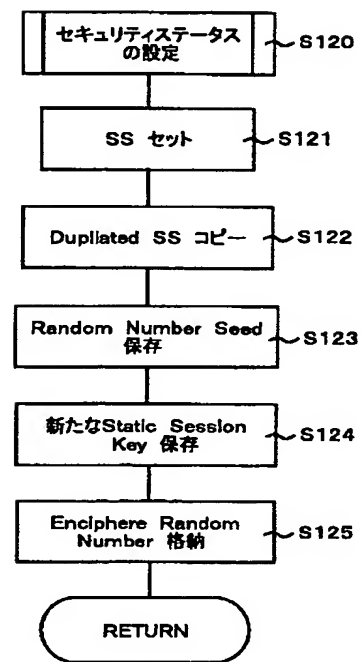 セキュリティステータス
の設定
S120
SS セット
S121
Dupilated SS コピー
S122
Random Number Seed
保存
S123
新たなStatic Session
Key 保存
S124
Enciphere Random
Number 格納
S125
RETURN